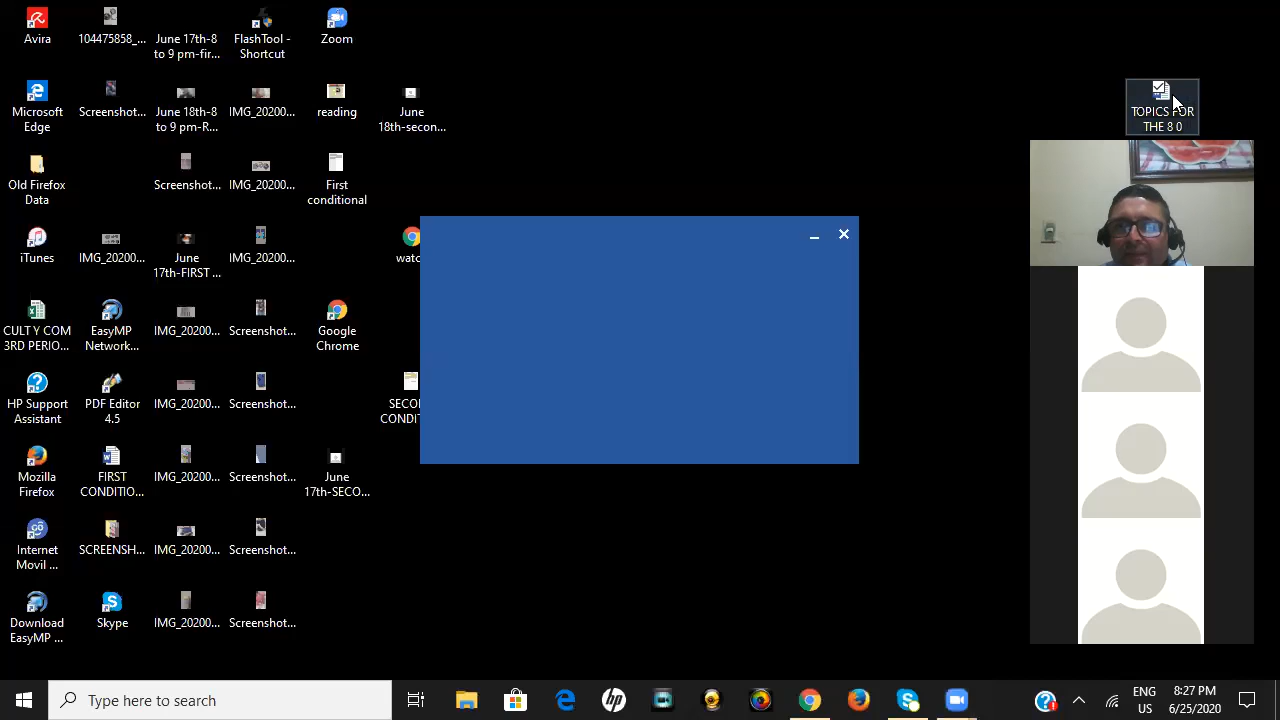 Avira
104475858_...
June 17th-8
to 9 pm-fir...
FlashTool -
Shortcut
Zoom
Microsoft
Edge
Screenshot...
June 18th-8
to 9 pm-R...
IMG_20200...
reading
June
18th-secon...
TOPICS FOR
THE 8 0
Old Firefox
Data
Screenshot...
IMG_20200...
First
conditional
iTunes
IMG_20200...
June
17th-FIRST ...
IMG_20200...
watc
CULT Y COM
3RD PERIO...
EasyMP
Network...
IMG_20200...
Screenshot...
Google
Chrome
HP Support
Assistant
PDF Editor
4.5
IMG_20200...
Screenshot...
SECO
CONDIT
Mozilla
Firefox
FIRST
CONDITIO...
IMG_20200...
Screenshot...
June
17th-SECO...
Internet
Movil ...
SCREENSH...
IMG_20200...
Screenshot...
Download
EasyMP ...
Skype
IMG_20200...
Screenshot...
Type here to search
ENG
US
8:27 PM
6/25/2020